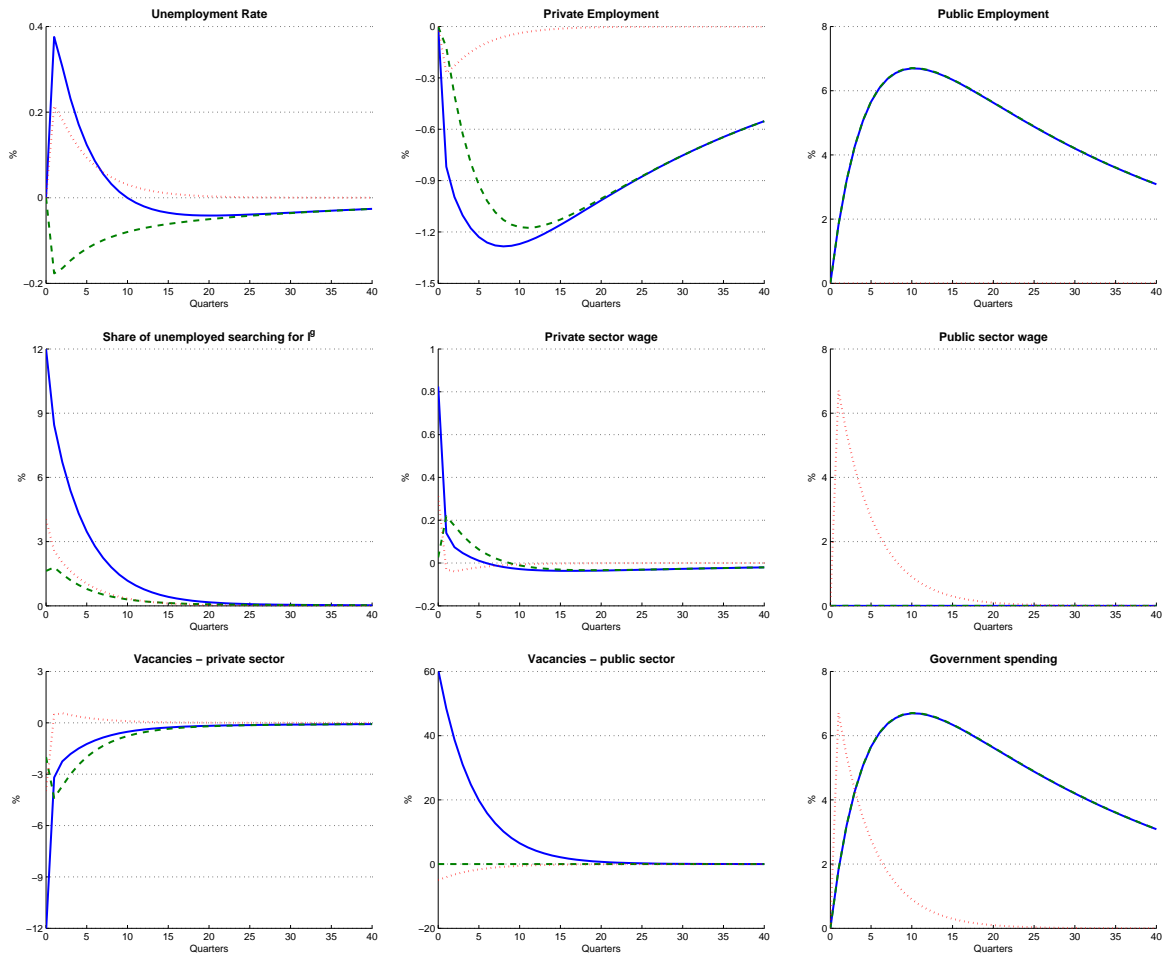 Unemployment Rate
0.4
0.2
0
−0.2
%
0 5 10 15 20 25 30 35 40
Quarters
Private Employment
0
−0.3
−0.6
−0.9
−1.2
−1.5
%
0 5 10 15 20 25 30 35 40
Quarters
Public Employment
8
6
4
2
0
%
0 5 10 15 20 25 30 35 40
Quarters
Share of unemployed searching for l^g
12
9
6
3
0
%
0 5 10 15 20 25 30 35 40
Quarters
Private sector wage
1
0.8
0.6
0.4
0.2
0
−0.2
%
0 5 10 15 20 25 30 35 40
Quarters
Public sector wage
8
6
4
2
0
%
0 5 10 15 20 25 30 35 40
Quarters
Vacancies − private sector
3
0
−3
−6
−9
−12
%
0 5 10 15 20 25 30 35 40
Quarters
Vacancies − public sector
60
40
20
0
−20
%
0 5 10 15 20 25 30 35 40
Quarters
Government spending
8
6
4
2
0
%
0 5 10 15 20 25 30 35 40
Quarters